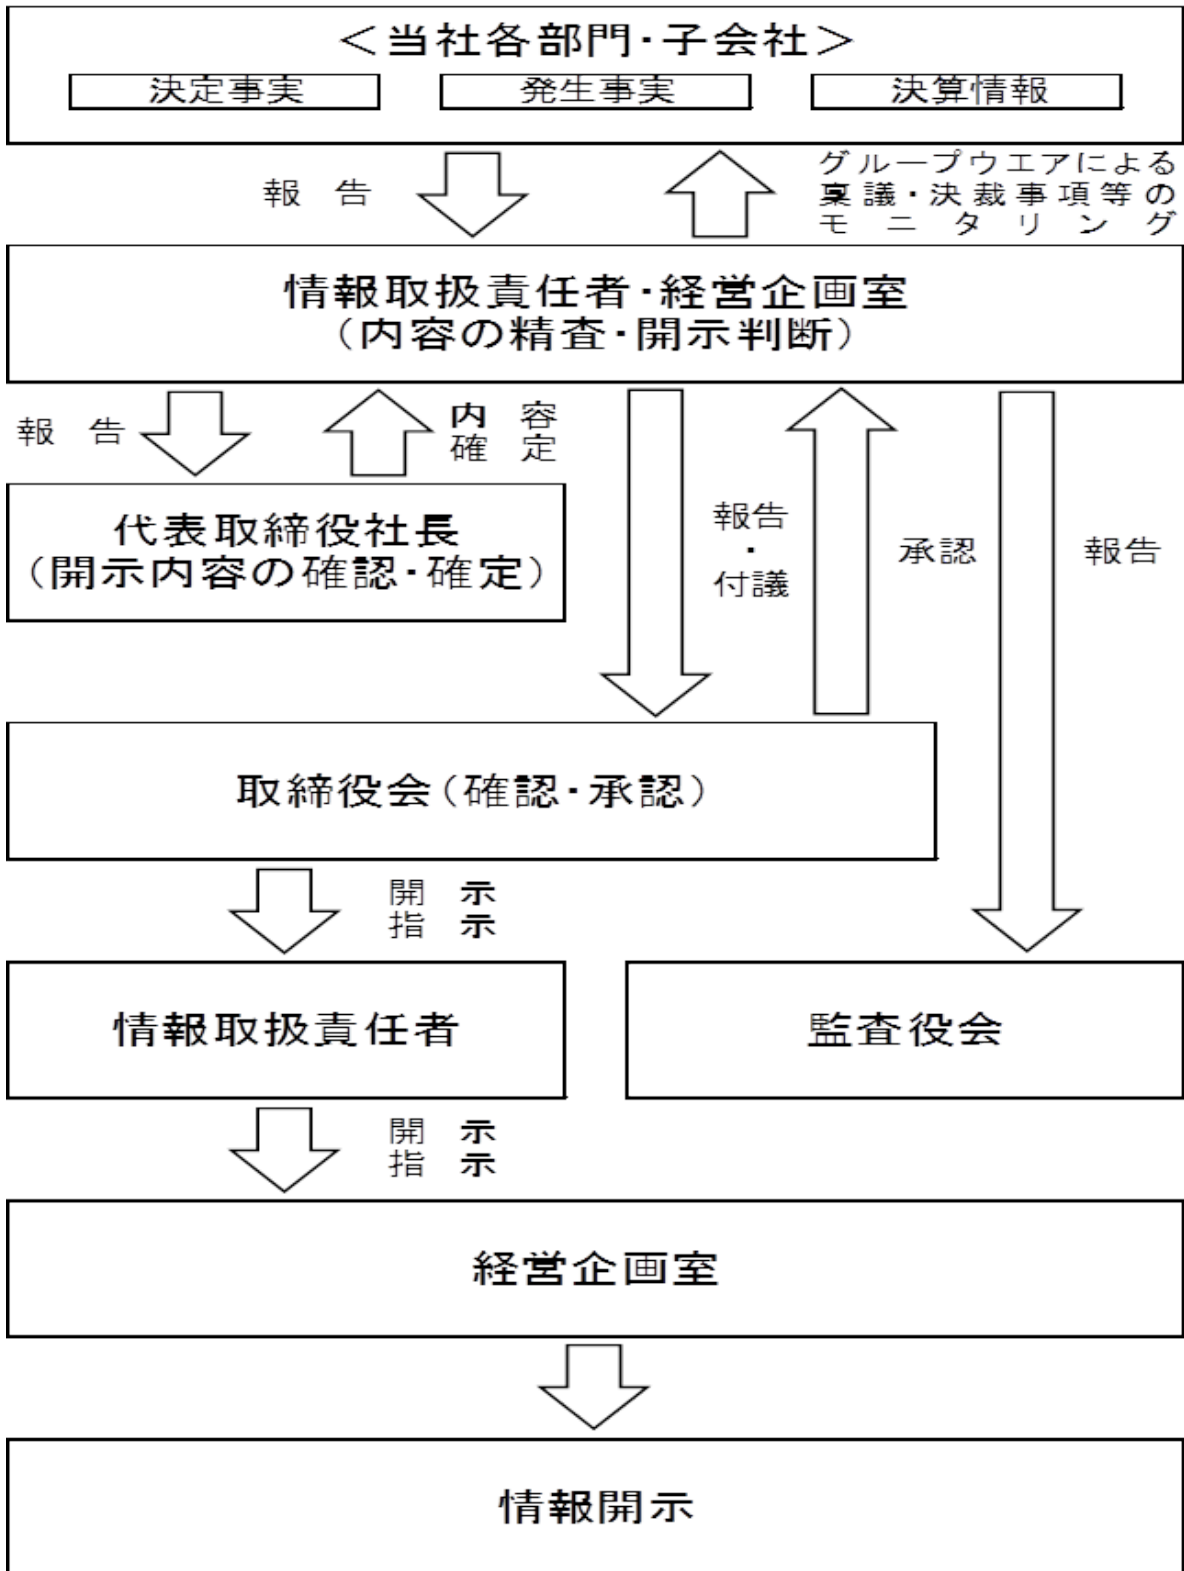 ＜当社各部門・子会社＞
決定事実
発生事実
決算情報
報告
グループウエアによる
稟議・決裁事項等の
モニタリング
情報取扱責任者・経営企画室
（内容の精査・開示判断）
報告
内容
確定
代表取締役社長
（開示内容の確認・確定）
報告
・
付議
承認
報告
取締役会（確認・承認）
開示
指示
情報取扱責任者
監査役会
開示
指示
経営企画室
情報開示